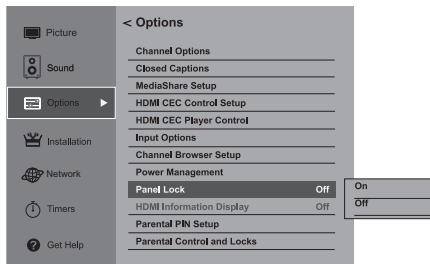 Picture
Sound
Options
Installation
Network
Timers
Get Help
< Options
Channel Options
Closed Captions
MediaShare Setup
HDMI CEC Control Setup
HDMI CEC Player Control
Input Options
Channel Browser Setup
Power Management
Panel Lock Off
HDMI Information Display Off
Parental PIN Setup
Parental Control and Locks
On
Off